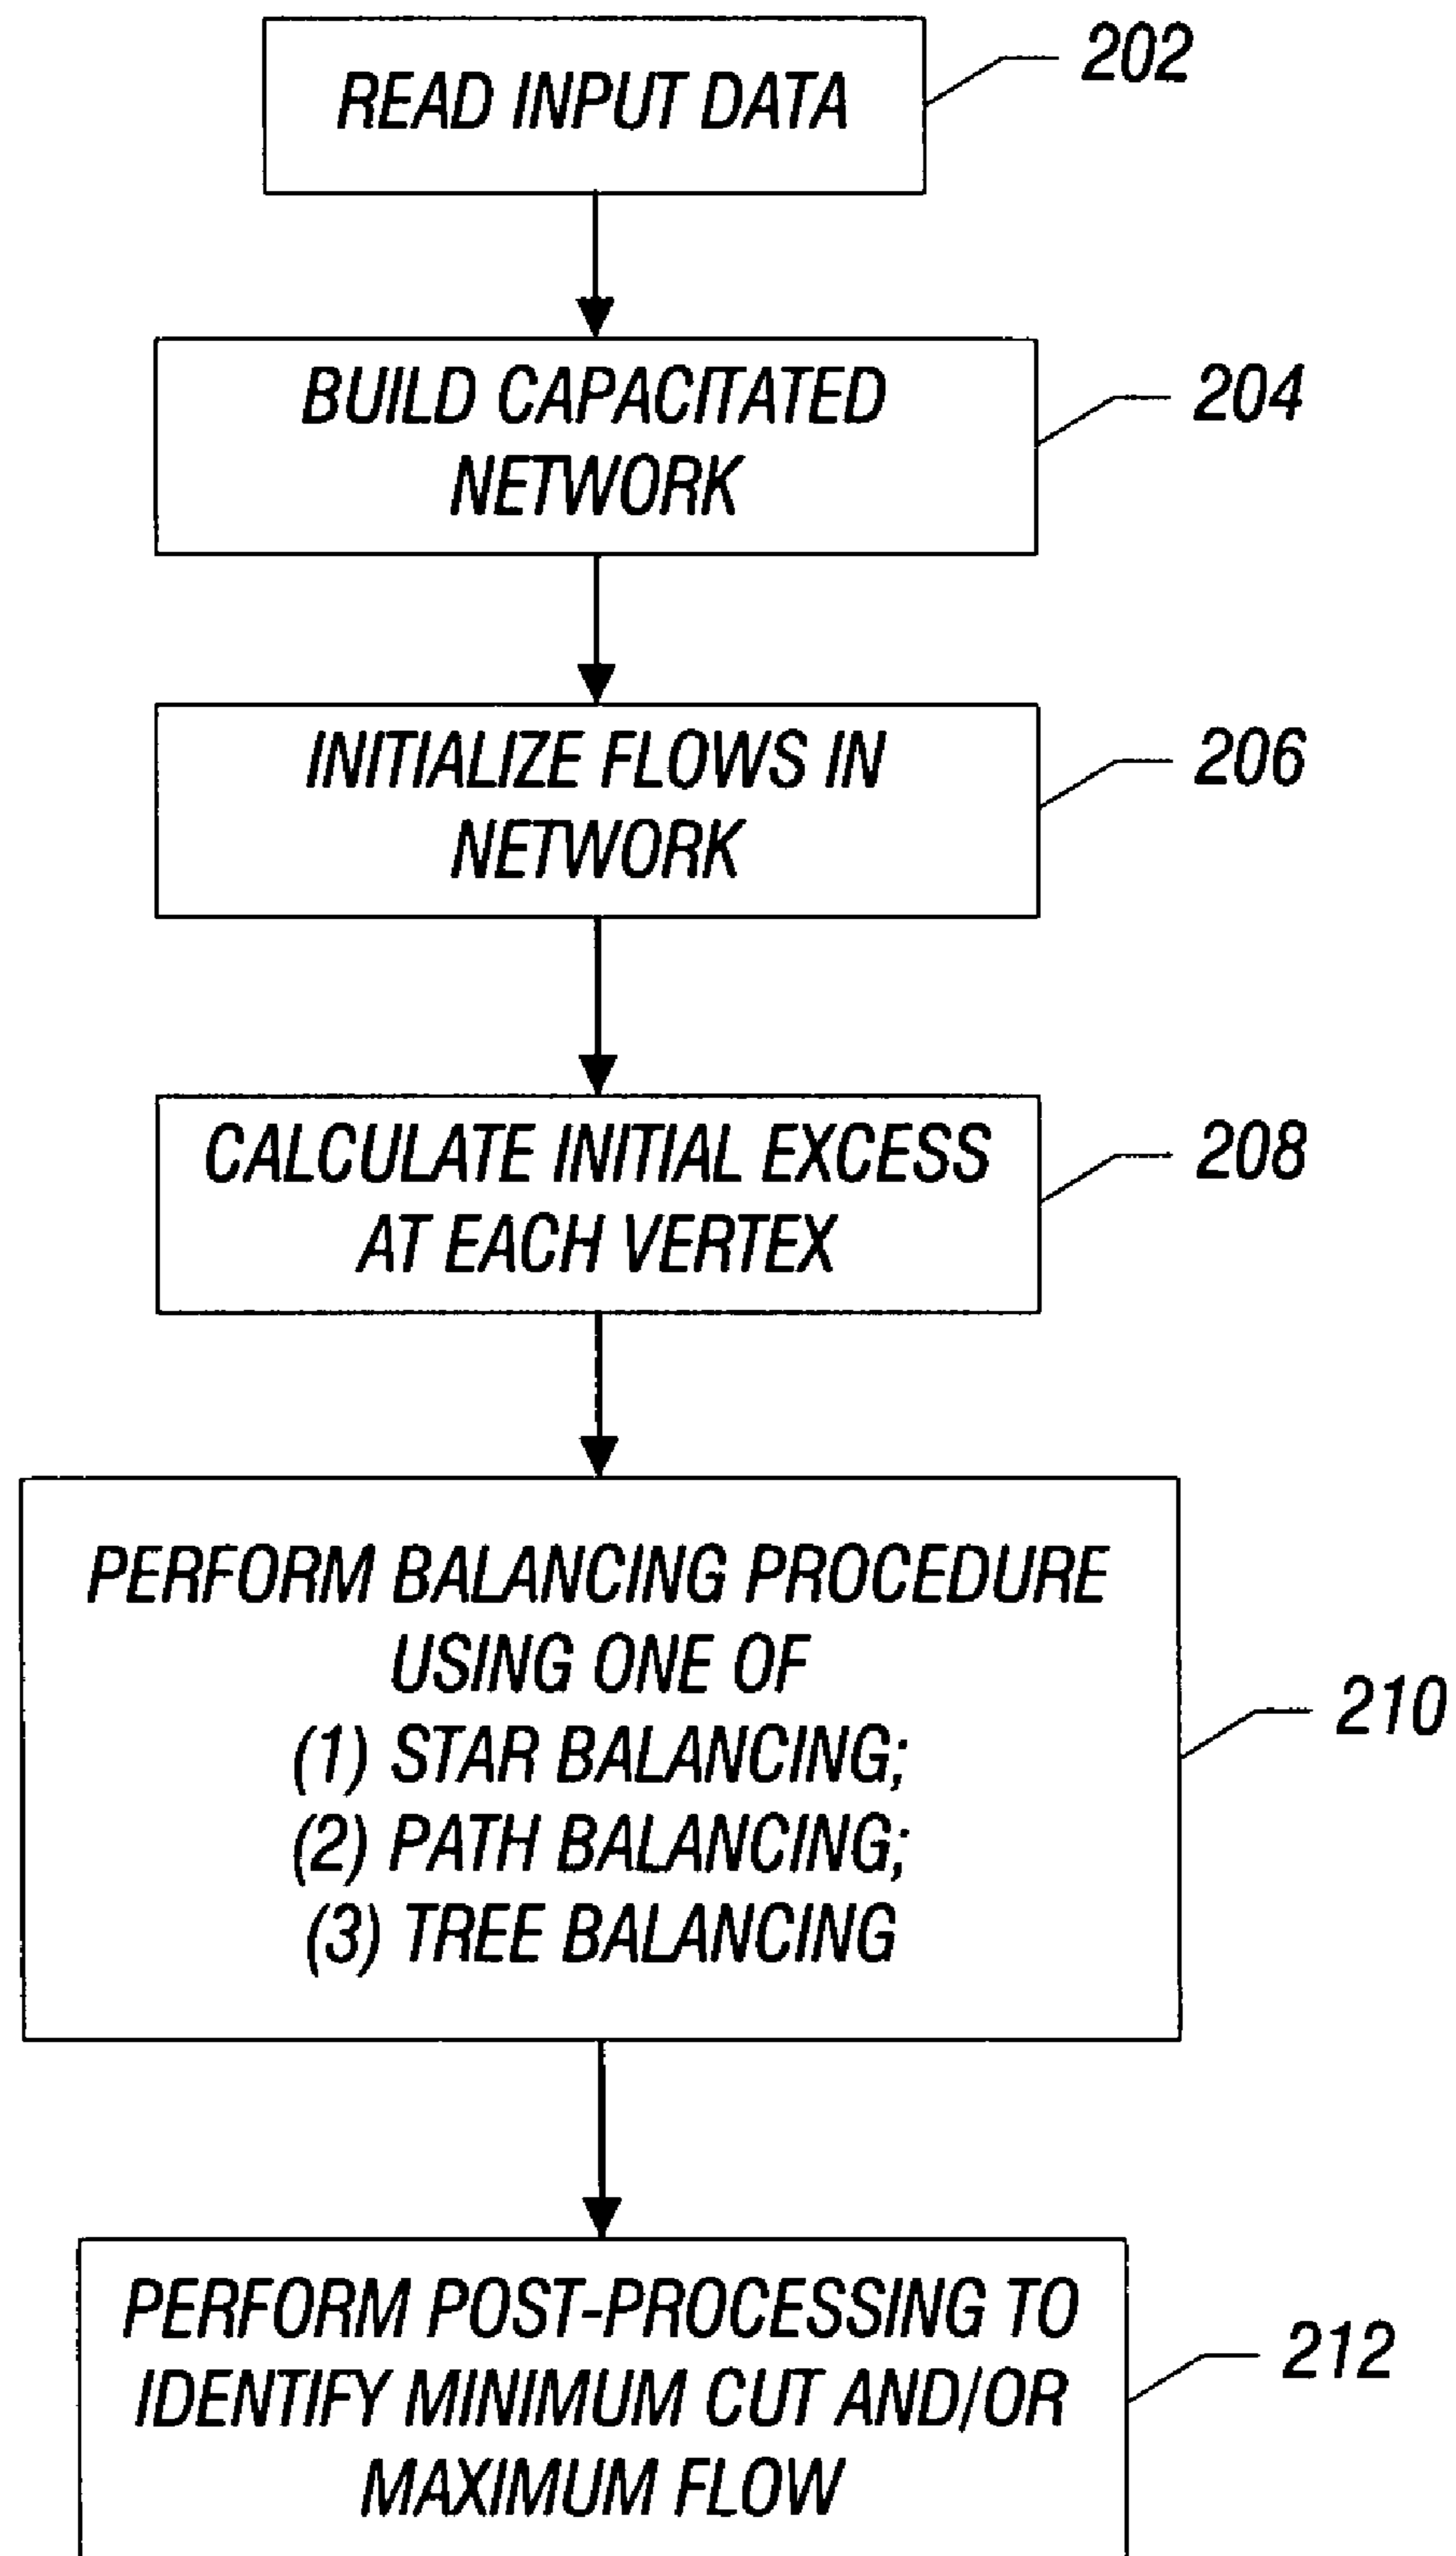 READ INPUT DATA
202
BUILD CAPACITATED
NETWORK
204
INITIALIZE FLOWS IN
NETWORK
206
CALCULATE INITIAL EXCESS
AT EACH VERTEX
208
PERFORM BALANCING PROCEDURE
USING ONE OF
(1) STAR BALANCING;
(2) PATH BALANCING;
(3) TREE BALANCING
210
PERFORM POST-PROCESSING TO
IDENTIFY MINIMUM CUT AND/OR
MAXIMUM FLOW
212